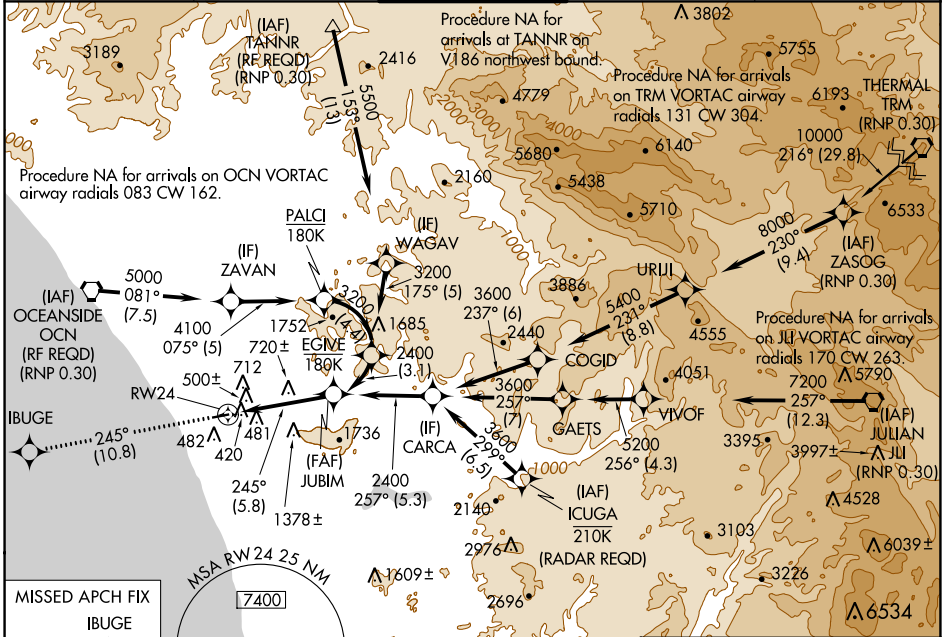 3802
(IAF)
TANNR
(RF REQD)
(RNP 0.30)
Procedure NA for
arrivals at TANNR on
V186 northwest bound.
3189
2416
5755
5500
153°
(13)
4779
Procedure NA for arrivals
on TRM VORTAC airway
radials 131 CW 304.
6193
THERMAL
TRM
(RNP 0.30)
2000
3000
4000
10000
216° (29.8)
5680
6140
Procedure NA for arrivals on OCN VORTAC
airway radials 083 CW 162.
2160
5438
5710
6533
PALCI
180K
(IF)
WAGAV
1000
8000
230°
(9.4)
(IF)
ZAVAN
(IAF)
ZASOG
(RNP 0.30)
URIJI
3200
175° (5)
5000
081°
(7.5)
(IAF)
OCEANSIDE
OCN
(RF REQD)
(RNP 0.30)
3200
(4.4)
3600
237° (6)
3886
5400
231°
(8.8)
4100
075° (5)
1752
1685
2440
4555
Procedure NA for arrivals
on JLI VORTAC airway
radials 170 CW 263.
EGIVE
180K
720±
2400
(3.1)
COGID
712
500±
RW24
3600
257°
(7)
4051
5790
7200
257°
(12.3)
IBUGE
245°
(10.8)
482
420
481
1736
(IF)
CARCA
GAETS
VIVOF
(IAF)
JULIAN
JLI
(RNP 0.30)
(FAF)
JUBIM
3600
299°
(6.5)
5200
256° (4.3)
3395
3997±
245°
(5.8)
2400
257° (5.3)
1000
1378±
(IAF)
ICUGA
210K
(RADAR REQD)
4528
2140
3103
2976
6039±
MSA RW24 25 NM
7400
1609±
3226
2696
6534
MISSED APCH FIX
IBUGE